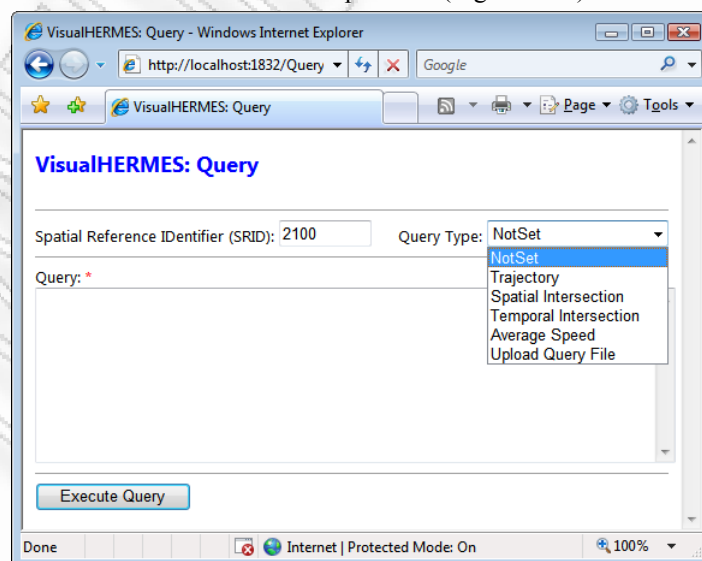 VisualHERMES: Query - Windows Internet Explorer
http://localhost:1832/Query
Google
VisualHERMES: Query
Page
Tools
VisualHERMES: Query
Spatial Reference IDentifier (SRID): 2100 Query Type: NotSet
NotSet
Query: *
Trajectory
Spatial Intersection
Temporal Intersection
Average Speed
Upload Query File
Execute Query
Done Internet | Protected Mode: On 100%